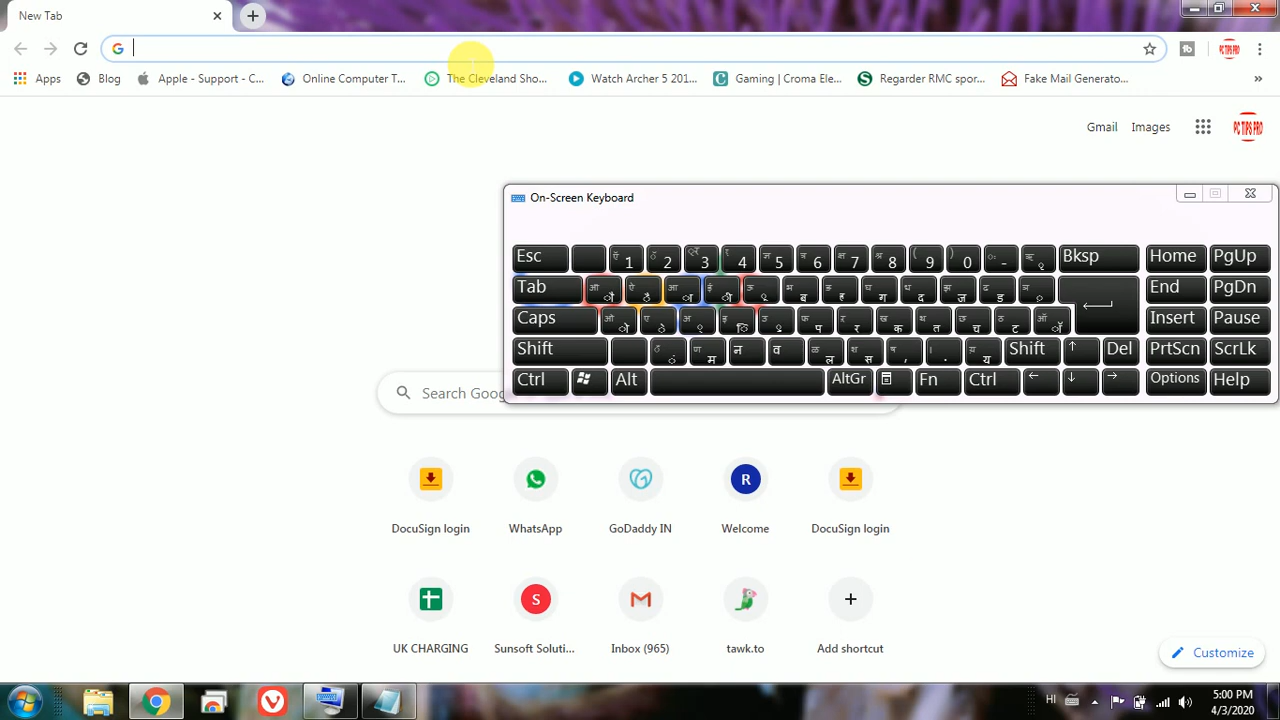 New Tab
Apps Blog Apple - Support - C... Online Computer T... The Cleveland Sho... Watch Archer 5 201... Gaming | Croma Ele... Regarder RMC spor... Fake Mail Generato... »
Gmail Images PC TIPS PRO
On-Screen Keyboard
Esc 1 2 3 4 5 6 7 8 ( 9 ) 0 - Bksp Home PgUp
Tab औ ौ ऐ ै आ ा ई ी ऊ ू भ ब ङ ह घ ग ध द झ ज ढ ड ञ ़ End PgDn
Caps ओ ो ए े अ ् इ ि उ ु फ प ऱ र ख क थ त छ च ठ ट ऑ ॉ Insert Pause
Shift ँ ं ण म न व ळ ल श स ष , । . य़ य Shift ↑ Del PrtScn ScrLk
Ctrl Alt AltGr Fn Ctrl ← ↓ → Options Help
Search Goog
DocuSign login WhatsApp GoDaddy IN R Welcome DocuSign login
UK CHARGING S Sunsoft Soluti... Inbox (965) tawk.to Add shortcut
Customize
HI 5:00 PM
4/3/2020